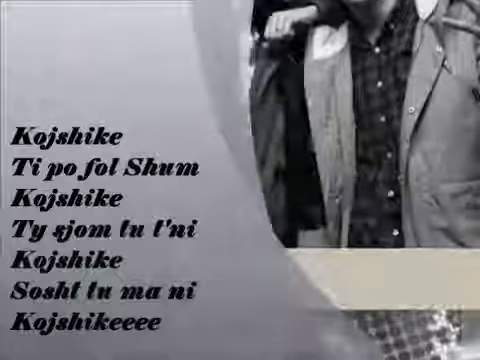 Kojshike
Ti po fol Shum
Kojshike
Ty sjom tu t'ni
Kojshike
Sosht tu ma ni
Kojshikeeee